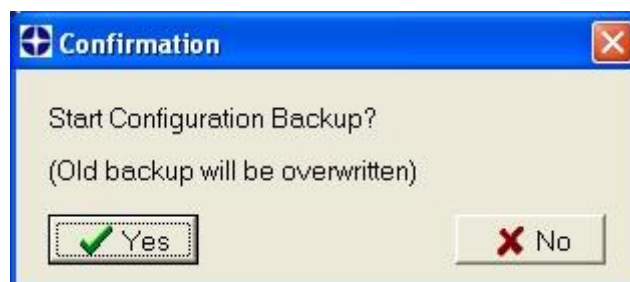 Confirmation
Start Configuration Backup?
(Old backup will be overwritten)
Yes
No